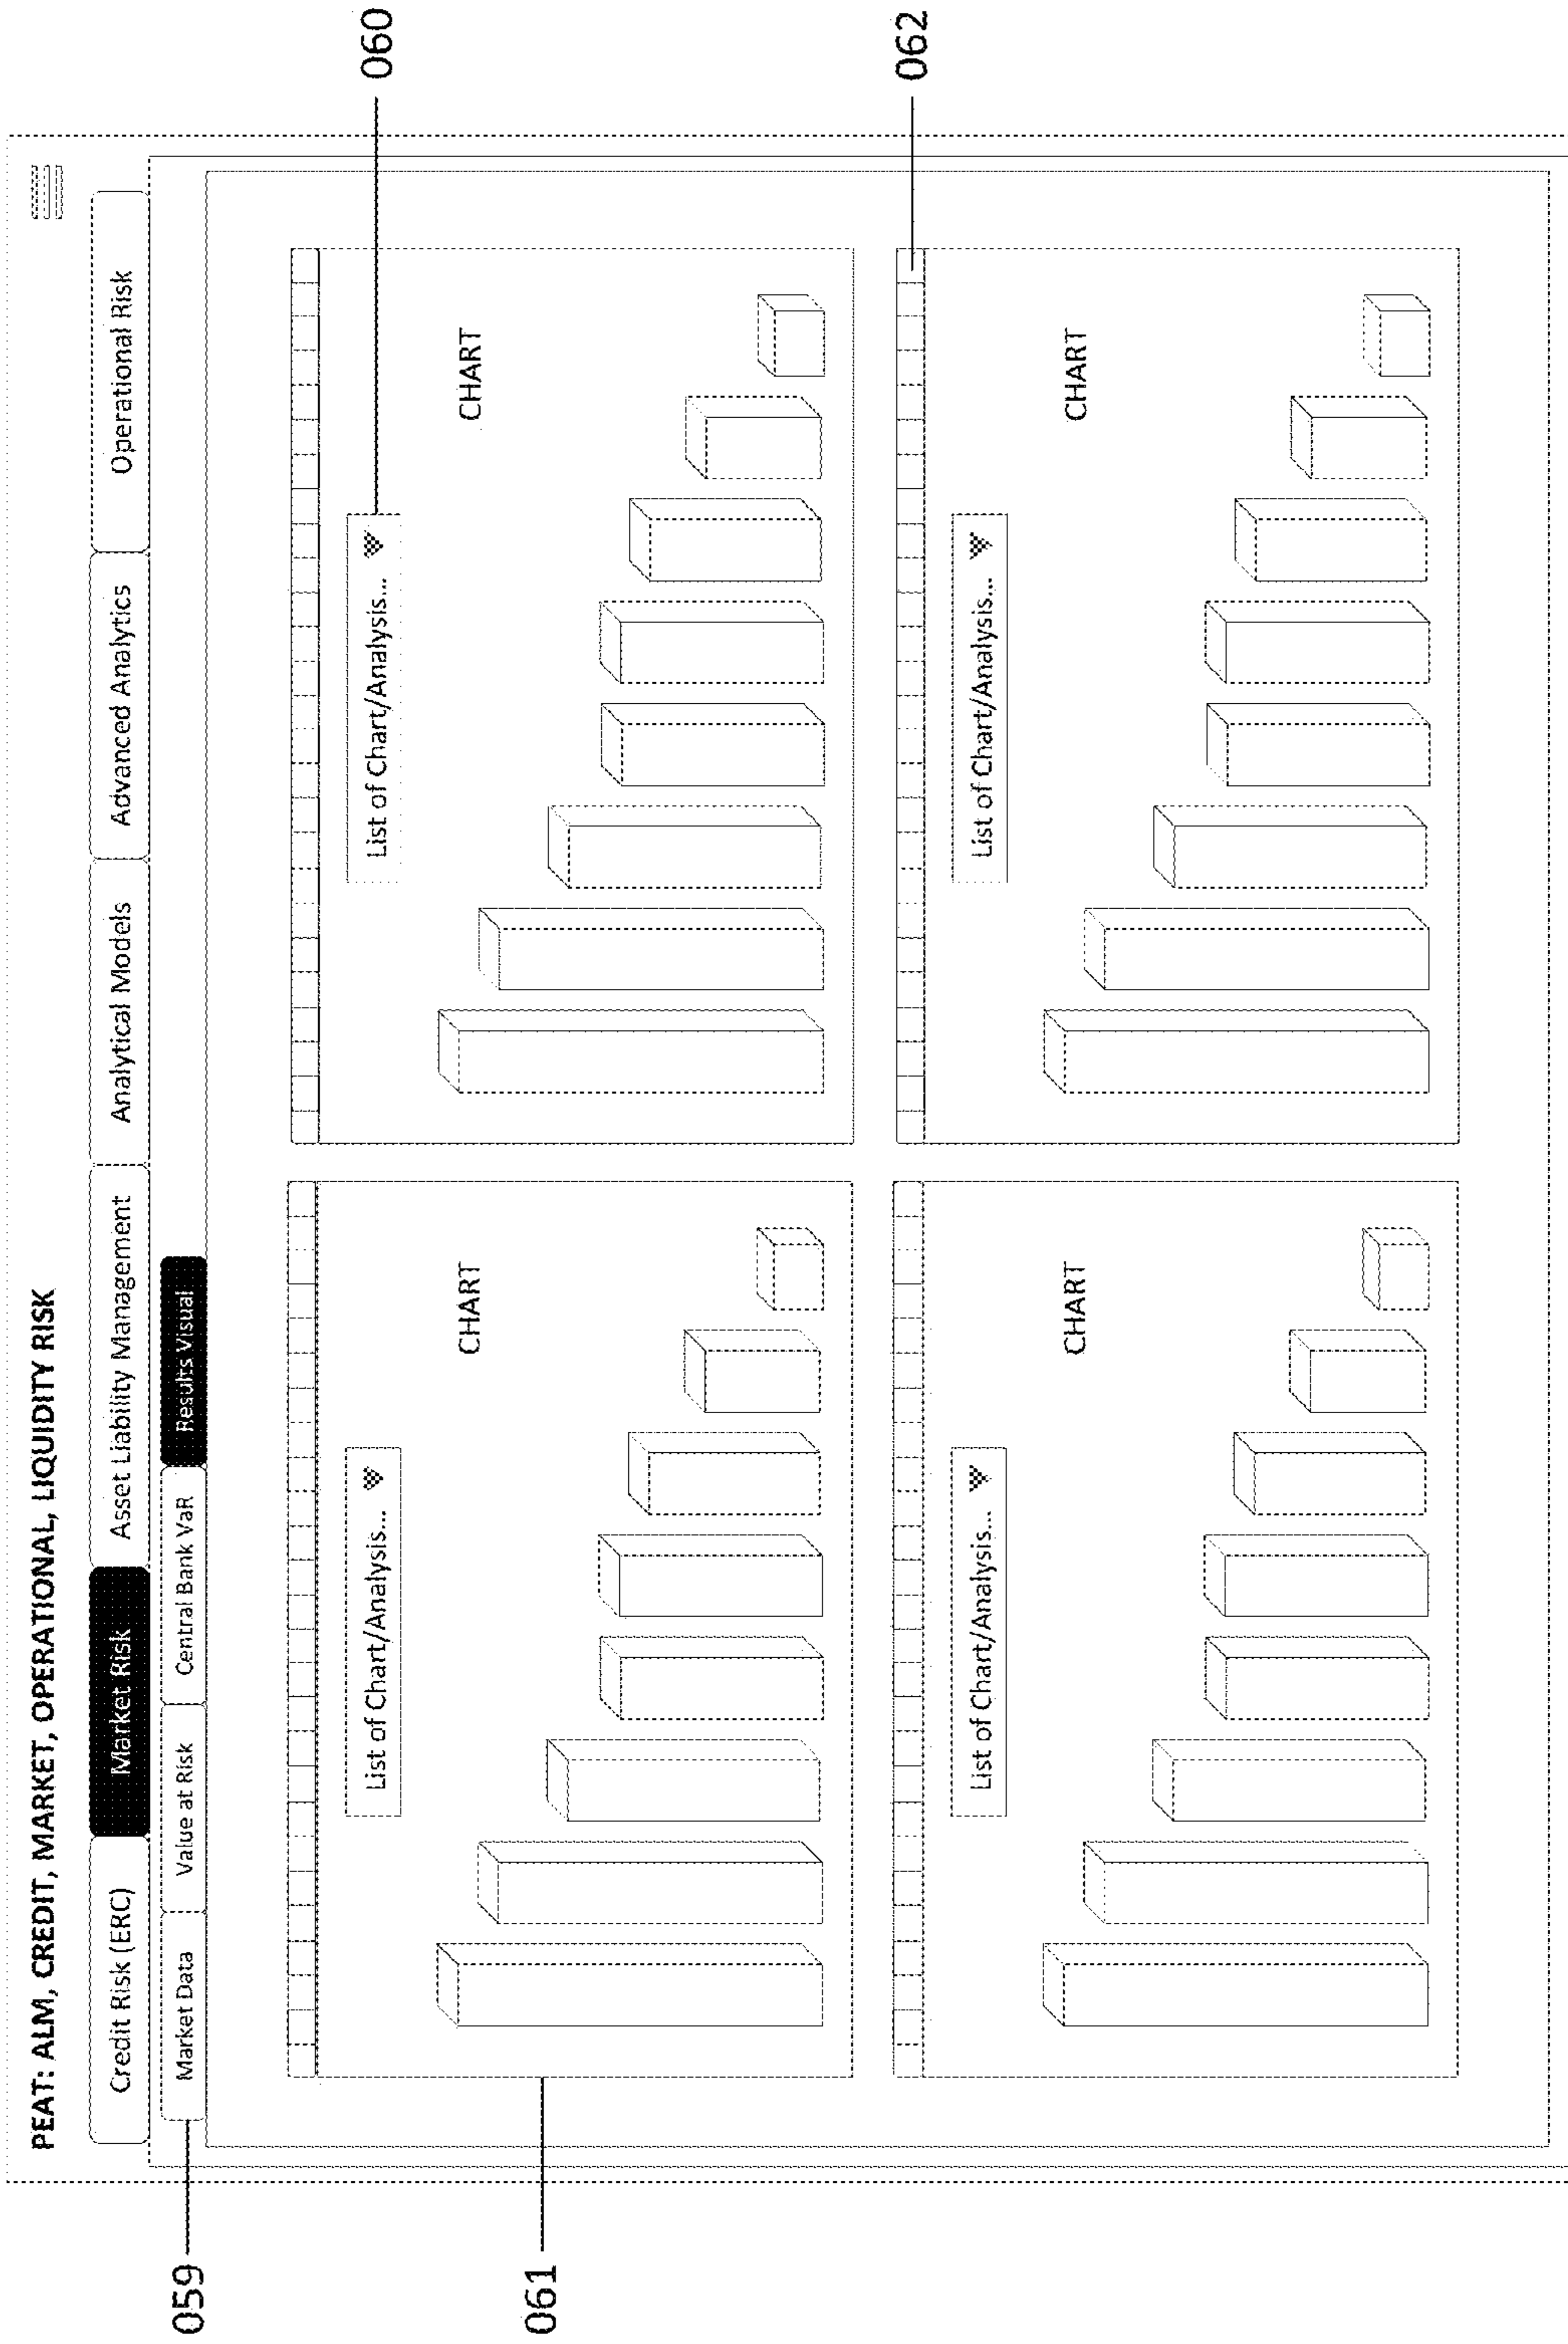 PEAT: ALM, CREDIT, MARKET, OPERATIONAL, LIQUIDITY RISK
Credit Risk (ERC) Market Risk Asset Liability Management Analytical Models Advanced Analytics Operational Risk
059 Market Data Value at Risk Central Bank VaR Results Visual
List of Chart/Analysis... List of Chart/Analysis... 060
CHART CHART
061
062
List of Chart/Analysis... List of Chart/Analysis...
CHART CHART